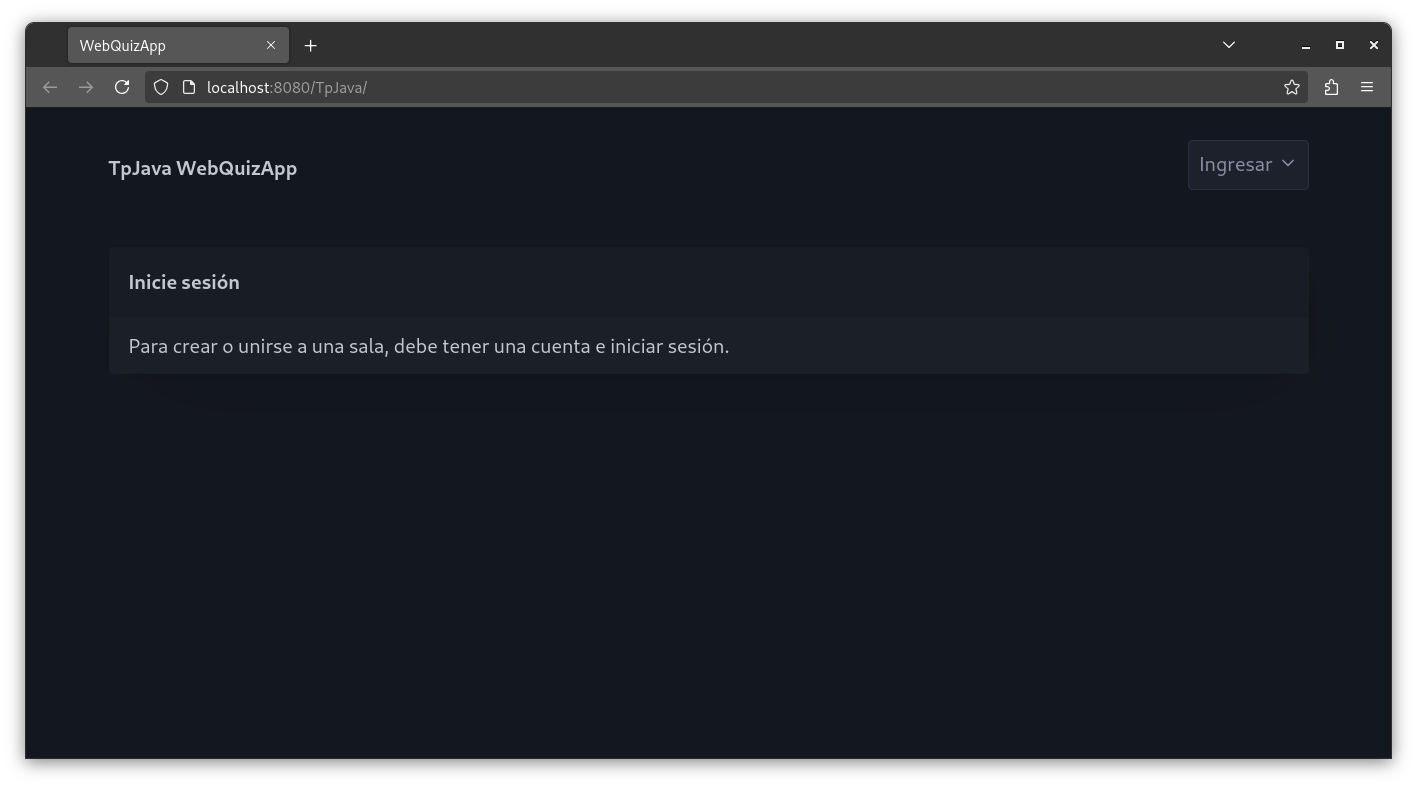 WebQuizApp
localhost:8080/TpJava/
TpJava WebQuizApp
Ingresar
Inicie sesión
Para crear o unirse a una sala, debe tener una cuenta e iniciar sesión.